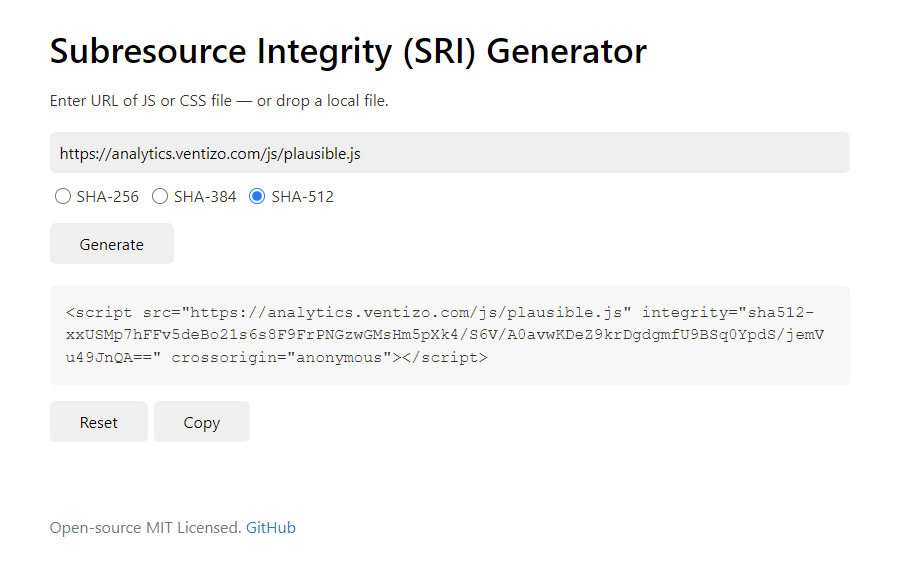 Subresource Integrity (SRI) Generator
Enter URL of JS or CSS file — or drop a local file.
https://analytics.ventizo.com/js/plausible.js
SHA-256 SHA-384 SHA-512
Generate
<script src="https://analytics.ventizo.com/js/plausible.js" integrity="sha512-
xxUSMp7hFFv5deBo21s6s8F9FrPNGzwGMsHm5pXk4/S6V/A0avwKDeZ9krDgdgmfU9BSq0YpdS/jemV
u49JnQA==" crossorigin="anonymous"></script>
Reset Copy
Open-source MIT Licensed. GitHub